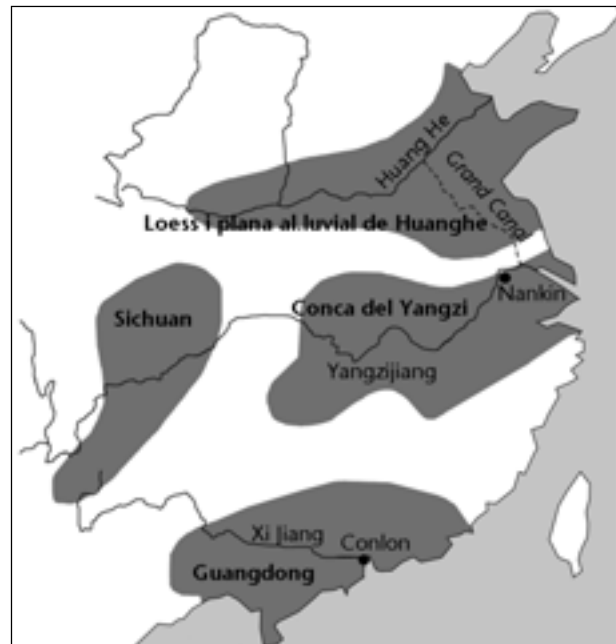 Huang He
Grand Canal
Loess i plana al.luvial de Huanghe
Nankin
Conca del Yangzi
Sichuan
Yangzijiang
Xi Jiang
Conlon
Guangdong